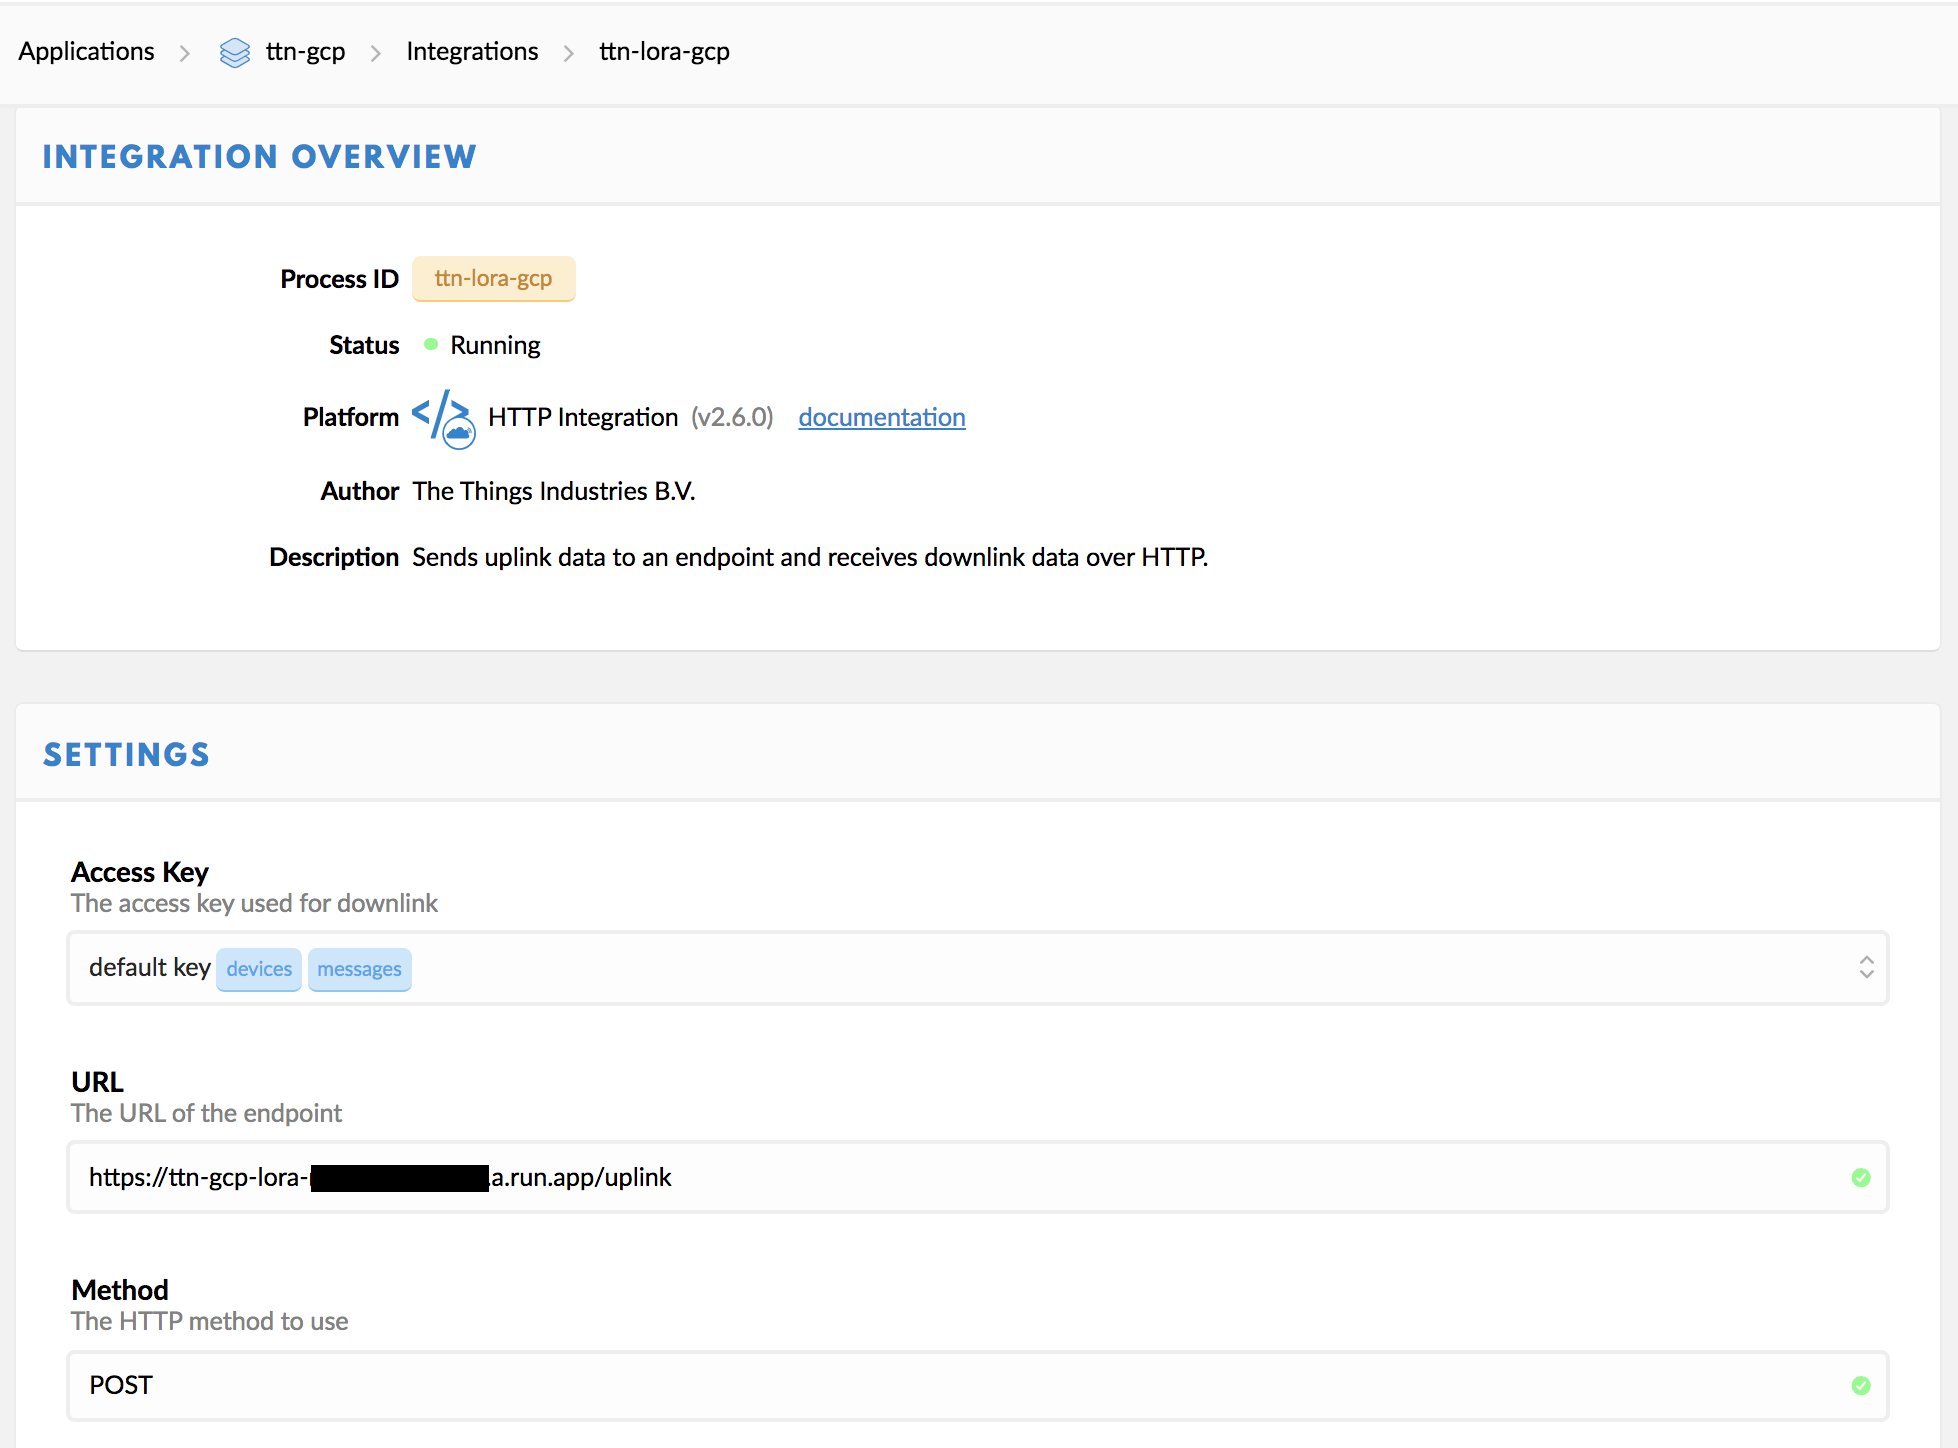 Applications > ttn-gcp > Integrations > ttn-lora-gcp
INTEGRATION OVERVIEW
Process ID ttn-lora-gcp
Status Running
Platform HTTP Integration (v2.6.0) documentation
Author The Things Industries B.V.
Description Sends uplink data to an endpoint and receives downlink data over HTTP.
SETTINGS
Access Key
The access key used for downlink
default key devices messages
URL
The URL of the endpoint
https://ttn-gcp-lora- .a.run.app/uplink
Method
The HTTP method to use
POST